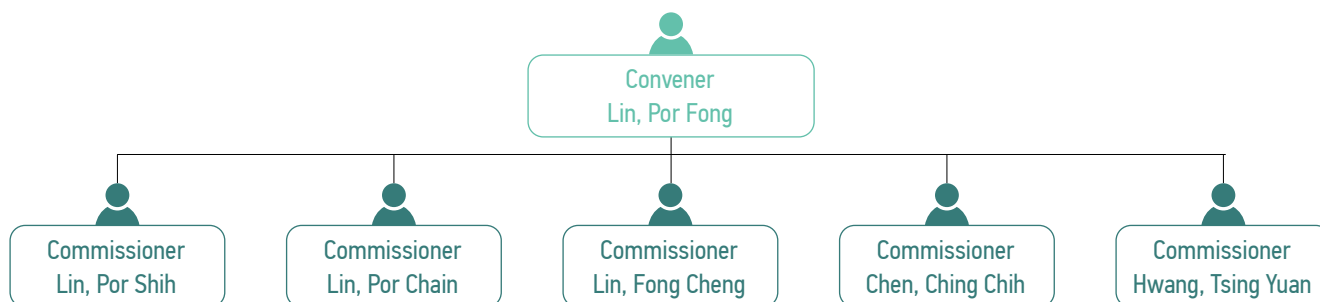 Convener
Lin, Por Fong
Commissioner
Lin, Por Shih
Commissioner
Lin, Por Chain
Commissioner
Lin, Fong Cheng
Commissioner
Chen, Ching Chih
Commissioner
Hwang, Tsing Yuan